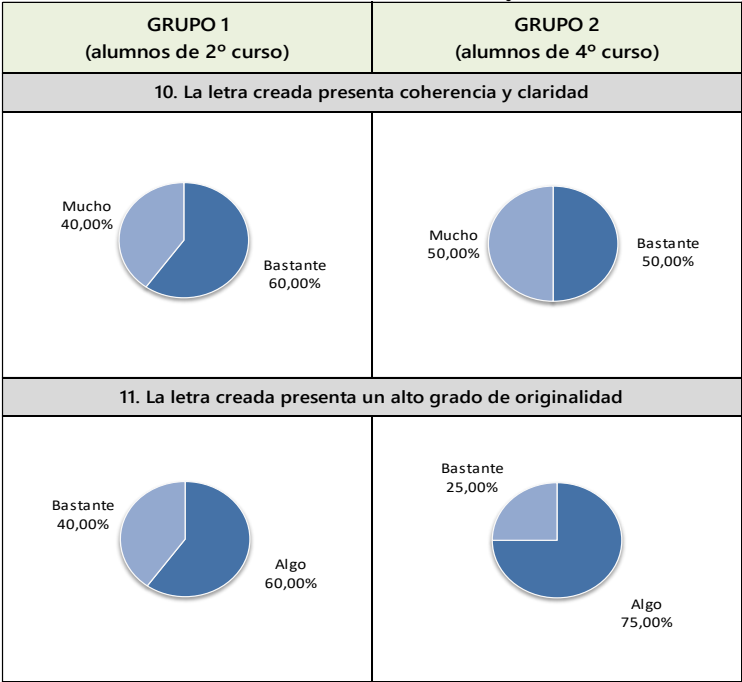 GRUPO 1
(alumnos de 2º curso)
GRUPO 2
(alumnos de 4º curso)
10. La letra creada presenta coherencia y claridad
Mucho
40,00%
Bastante
60,00%
Mucho
50,00%
Bastante
50,00%
11. La letra creada presenta un alto grado de originalidad
Bastante
40,00%
Algo
60,00%
Bastante
25,00%
Algo
75,00%